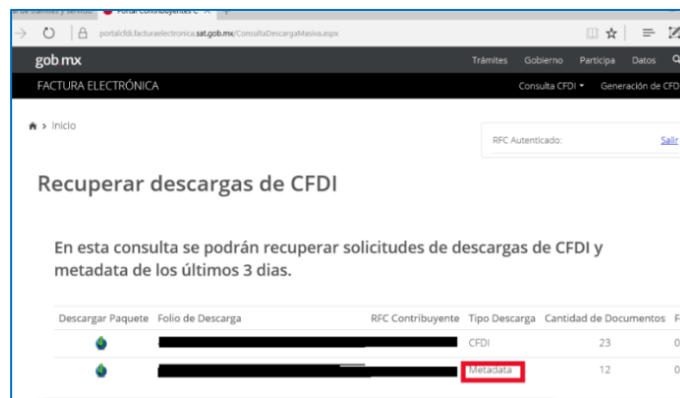 Portal Contribuyentes C
portalcfdi.facturaelectronica.sat.gob.mx/ConsultaDescargaMasiva.aspx
gob.mx
Trámites Gobierno Participa Datos
FACTURA ELECTRÓNICA
Consulta CFDI Generación de CFD
> Inicio
RFC Autenticado: Salir
Recuperar descargas de CFDI
En esta consulta se podrán recuperar solicitudes de descargas de CFDI y
metadata de los últimos 3 dias.
Descargar Paquete Folio de Descarga RFC Contribuyente Tipo Descarga Cantidad de Documentos F
CFDI 23 0
Metadata 12 0